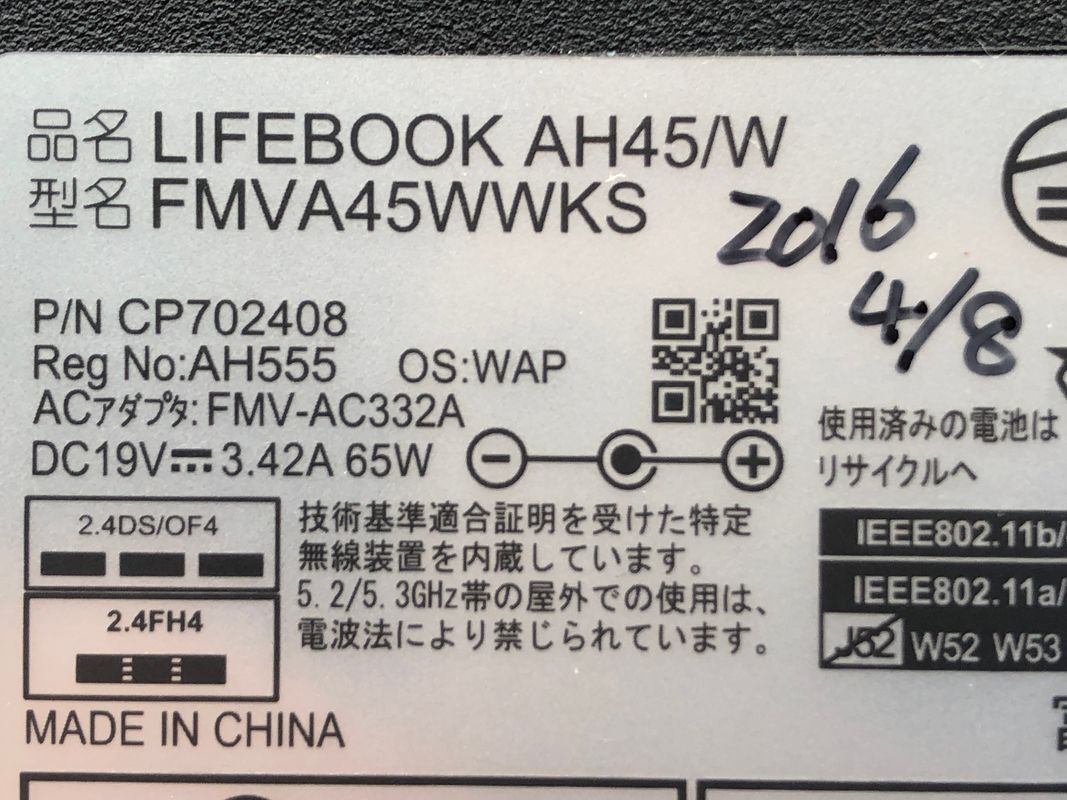 品名 LIFEBOOK AH45/W
型名 FMVA45WWKS
2016
4/8
P/N CP702408
Reg No:AH555 OS:WAP
ACアダプタ: FMV-AC332A
DC19V⎓3.42A 65W
使用済みの電池は
リサイクルへ
2.4DS/OF4
2.4FH4
技術基準適合証明を受けた特定
無線装置を内蔵しています。
5.2/5.3GHz帯の屋外での使用は、
電波法により禁じられています。
IEEE802.11b/
IEEE802.11a/
J52 W52 W53
MADE IN CHINA